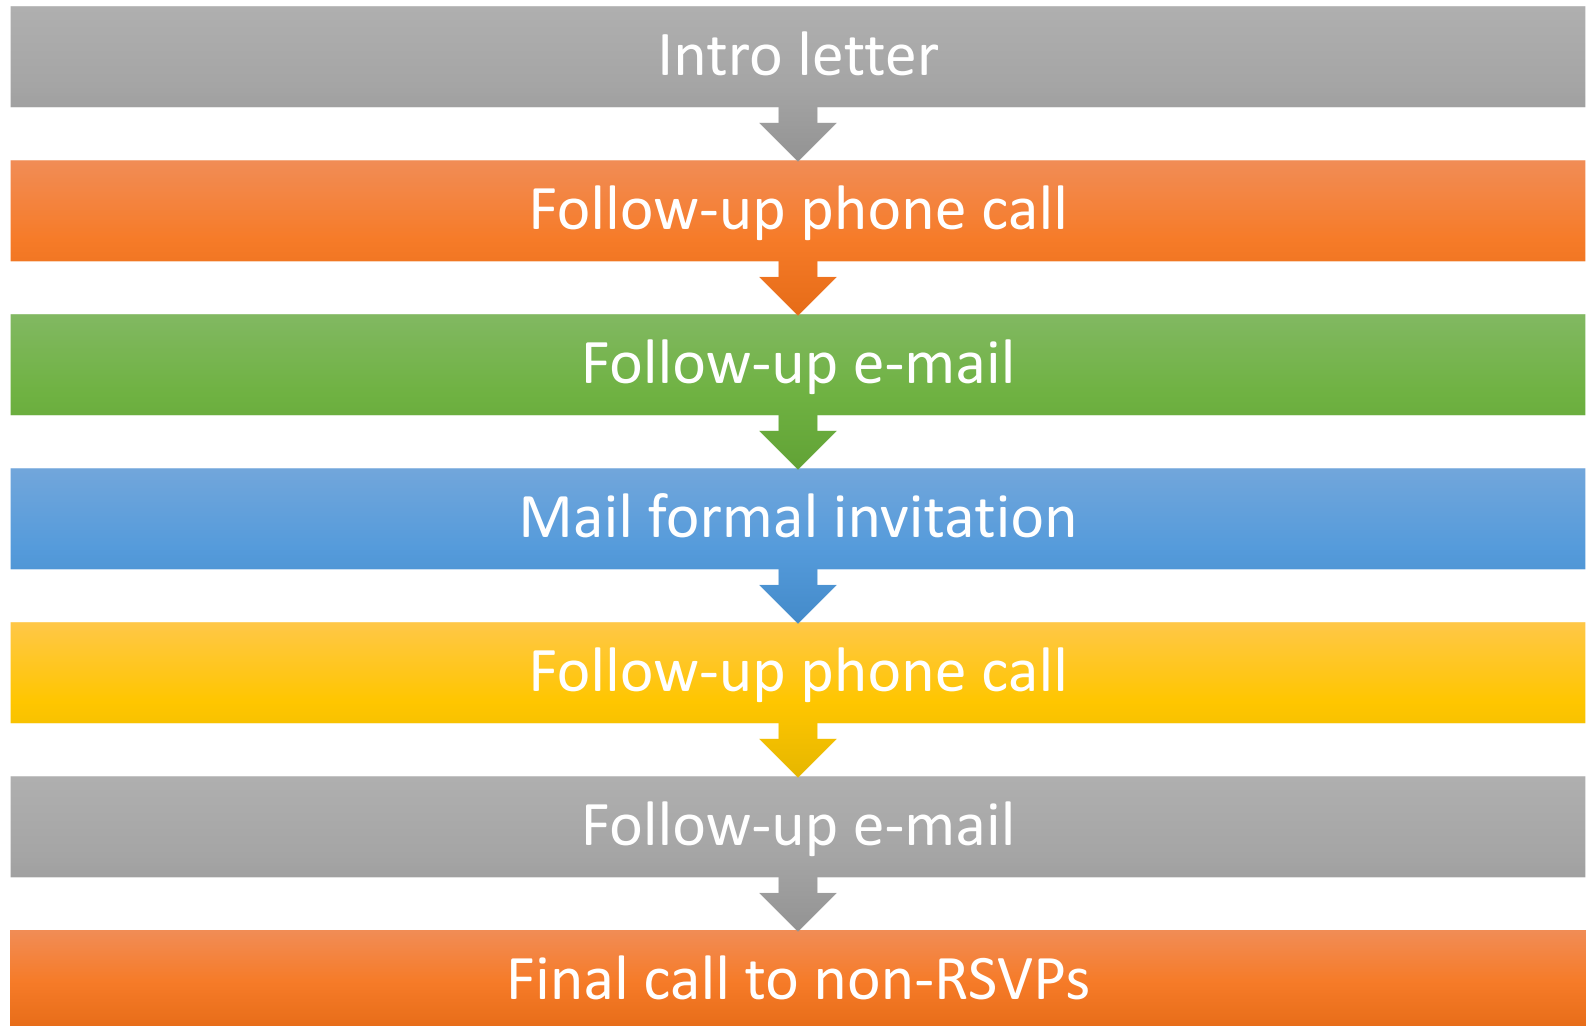 Intro letter
Follow-up phone call
Follow-up e-mail
Mail formal invitation
Follow-up phone call
Follow-up e-mail
Final call to non-RSVPs